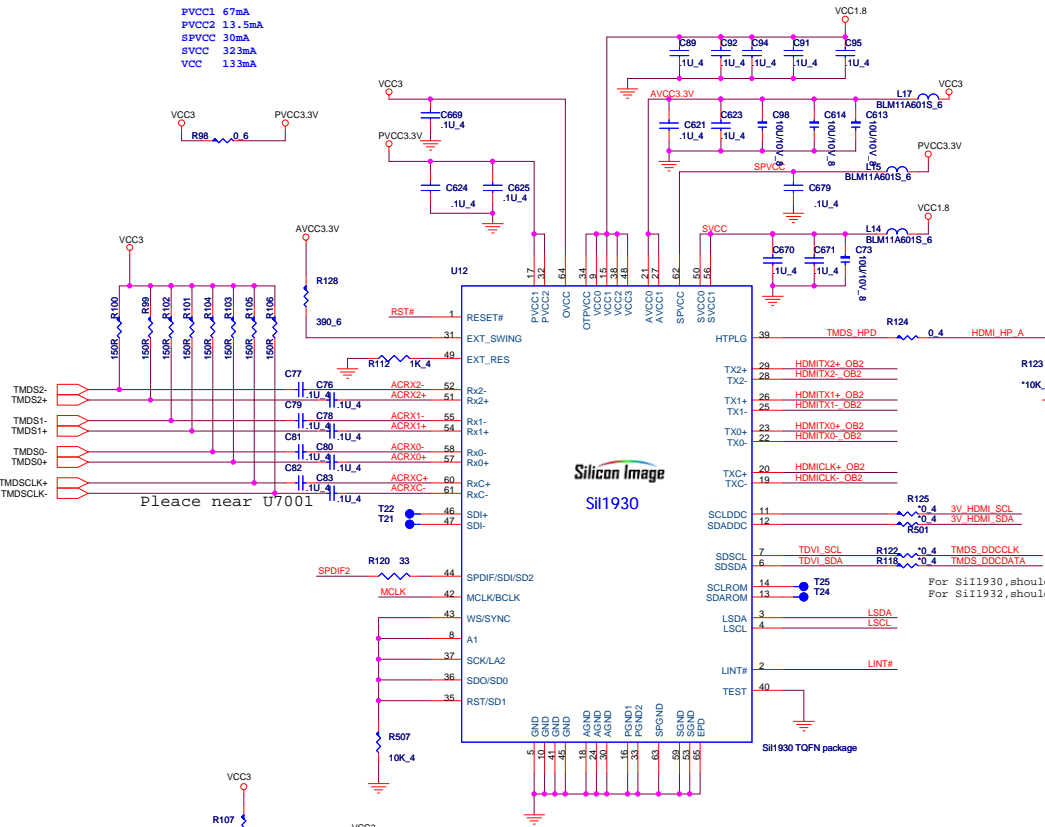 PVCC1 67mA
PVCC2 13.5mA
SPVCC 30mA
SVCC 323mA
VCC 133mA
VCC3
R98
0_6
PVCC3.3V
VCC3
C669
.1U_4
PVCC3.3V
C624
.1U_4
C625
.1U_4
VCC1.8
C89
.1U_4
C92
.1U_4
C94
.1U_4
C91
.1U_4
C95
.1U_4
AVCC3.3V
L17
VCC3
BLM11A601S_6
C621
.1U_4
C623
.1U_4
C98
10U/10V_8
C614
10U/10V_8
C613
10U/10V_8
PVCC3.3V
SPVCC
L15
BLM11A601S_6
C679
.1U_4
VCC1.8
SVCC
L14
BLM11A601S_6
C670
.1U_4
C671
.1U_4
C73
10U/10V_8
VCC3
R100
R99
R102
R101
R104
R103
R105
R106
150R
150R
150R
150R
150R
150R
150R
150R
AVCC3.3V
R128
390_6
U12
17
32
64
34
9
15
38
48
21
27
62
50
56
PVCC1
PVCC2
OVCC
OTPVCC
VCC0
VCC1
VCC2
VCC3
AVCC0
AVCC1
SPVCC
SVCC0
SVCC1
RST#
1
RESET#
31
EXT_SWING
R112
1K_4
49
EXT_RES
TMDS2-
TMDS2+
TMDS1-
TMDS1+
TMDS0-
TMDS0+
TMDSCLK+
TMDSCLK-
C77
.1U_4
C76
.1U_4
C79
.1U_4
C78
.1U_4
C81
.1U_4
C80
.1U_4
C82
.1U_4
C83
.1U_4
ACRX2-
52
Rx2-
ACRX2+
51
Rx2+
ACRX1-
55
Rx1-
ACRX1+
54
Rx1+
ACRX0-
58
Rx0-
ACRX0+
57
Rx0+
ACRXC+
60
RxC+
ACRXC-
61
RxC-
Pleace near U7001
T22
46
SDI+
T21
47
SDI-
SPDIF2
R120
33
44
SPDIF/SDI/SD2
MCLK
42
MCLK/BCLK
43
WS/SYNC
8
A1
37
SCK/LA2
36
SDO/SD0
35
RST/SD1
R507
10K_4
Silicon Image
SiI1930
HTPLG
39
TMDS_HPD
R124
0_4
HDMI_HP_A
R123
*10K_
TX2+
29
HDMITX2+_OB2
TX2-
28
HDMITX2-_OB2
TX1+
26
HDMITX1+_OB2
TX1-
25
HDMITX1-_OB2
TX0+
23
HDMITX0+_OB2
TX0-
22
HDMITX0-_OB2
TXC+
20
HDMICLK+_OB2
TXC-
19
HDMICLK-_OB2
SCLDDC
11
R125
*0_4
3V_HDMI_SCL
SDADDC
12
R501
*0_4
3V_HDMI_SDA
SDSCL
7
TDVI_SCL
R122
*0_4
TMDS_DDCCLK
SDSDA
6
TDVI_SDA
R118
*0_4
TMDS_DDCDATA
SCLROM
14
T25
SDAROM
13
T24
For SiI1930,shoul
For SiI1932,shoul
LSDA
3
LSDA
LSCL
4
LSCL
LINT#
2
LINT#
TEST
40
GND
GND
GND
GND
AGND
AGND
AGND
PGND1
PGND2
SPGND
SGND
SGND
EPD
5
10
41
45
18
24
30
16
33
63
59
53
65
SiI1930 TQFN package
VCC3
R107
VCC3